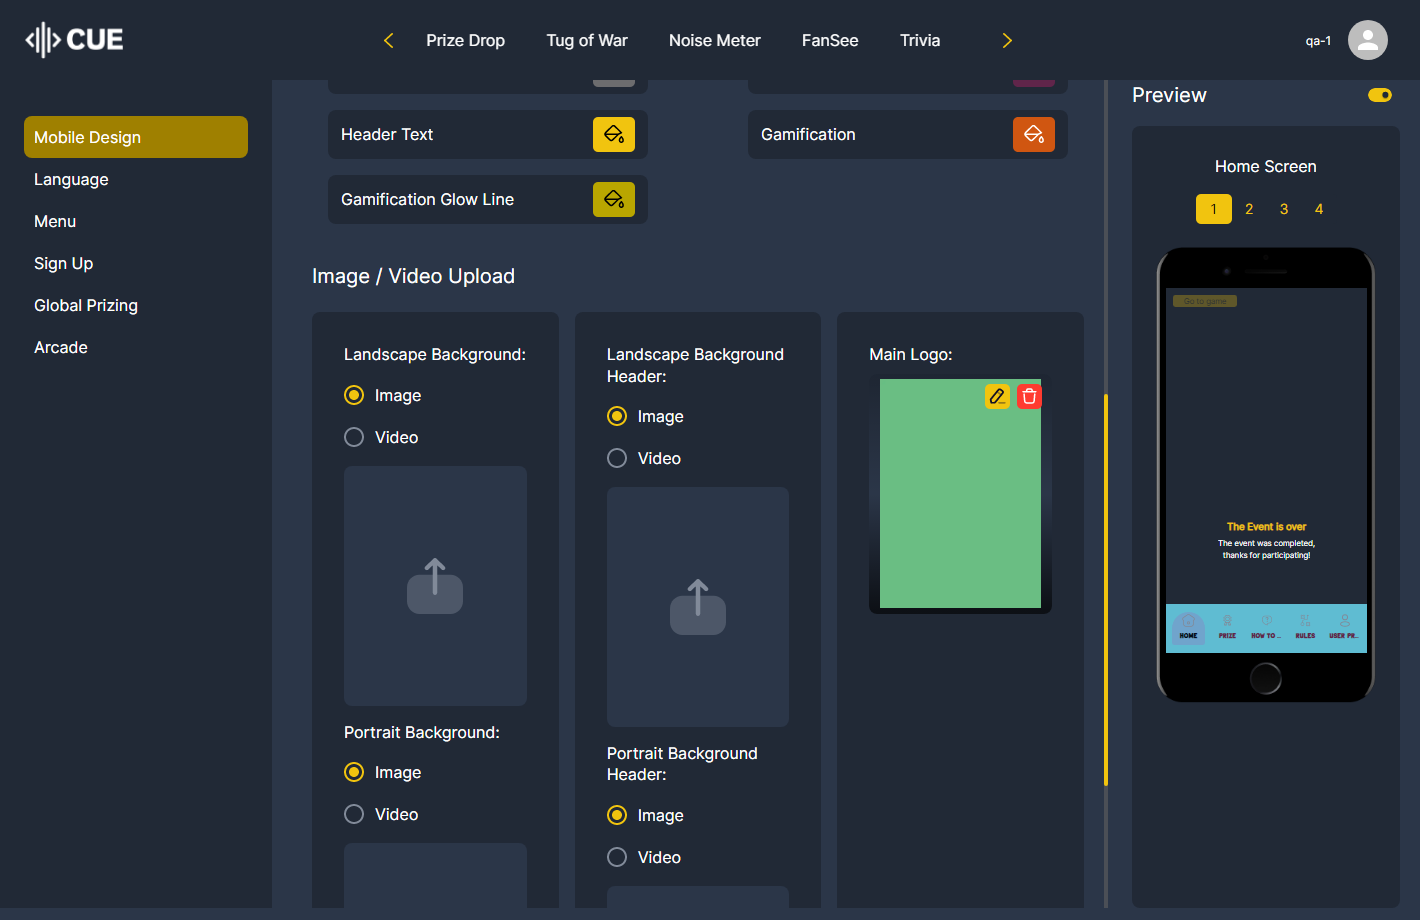 CUE
Prize Drop
Tug of War
Noise Meter
FanSee
Trivia
qa-1
Mobile Design
Language
Menu
Sign Up
Global Prizing
Arcade
Header Text
Gamification
Gamification Glow Line
Image / Video Upload
Landscape Background:
Image
Video
Portrait Background:
Image
Video
Landscape Background
Header:
Image
Video
Portrait Background
Header:
Image
Video
Main Logo:
Preview
Home Screen
1 2 3 4
Go to game
The Event is over
The event was completed,
thanks for participating!
HOME
PRIZE
HOW TO ...
RULES
USER PR...